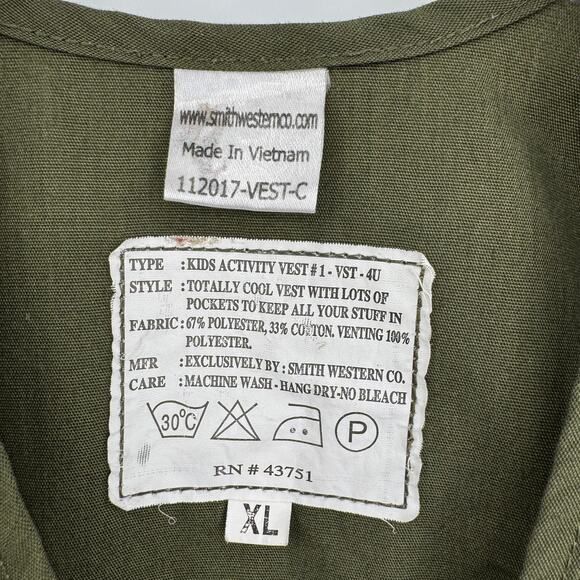 www.smithwesternco.com
Made In Vietnam
112017-VEST-C
TYPE : KIDS ACTIVITY VEST # 1 - VST - 4U
STYLE : TOTALLY COOL VEST WITH LOTS OF
POCKETS TO KEEP ALL YOUR STUFF IN
FABRIC : 67% POLYESTER, 33% COTTON. VENTING 100%
POLYESTER.
MFR : EXCLUSIVELY BY : SMITH WESTERN CO.
CARE : MACHINE WASH - HANG DRY-NO BLEACH
30°C P
RN # 43751
XL